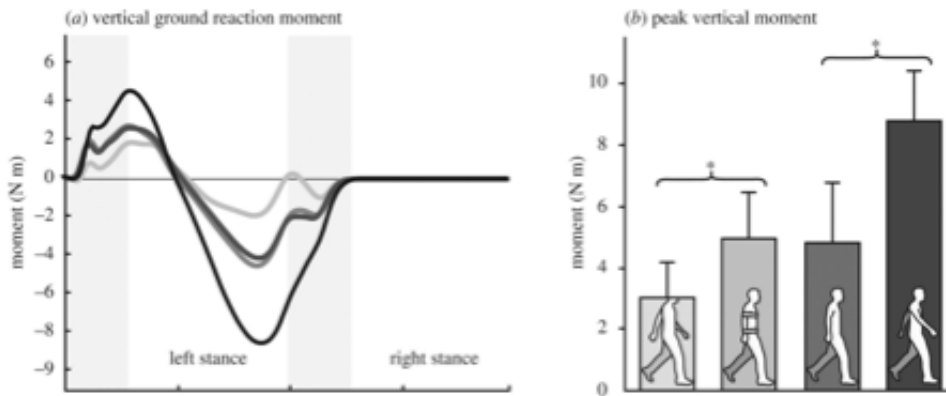 (a) vertical ground reaction moment
6
4
2
0
–2
–4
–6
–8
–9
moment (N m)
left stance
right stance
(b) peak vertical moment
10
8
6
4
2
0
moment (N m)
*
*